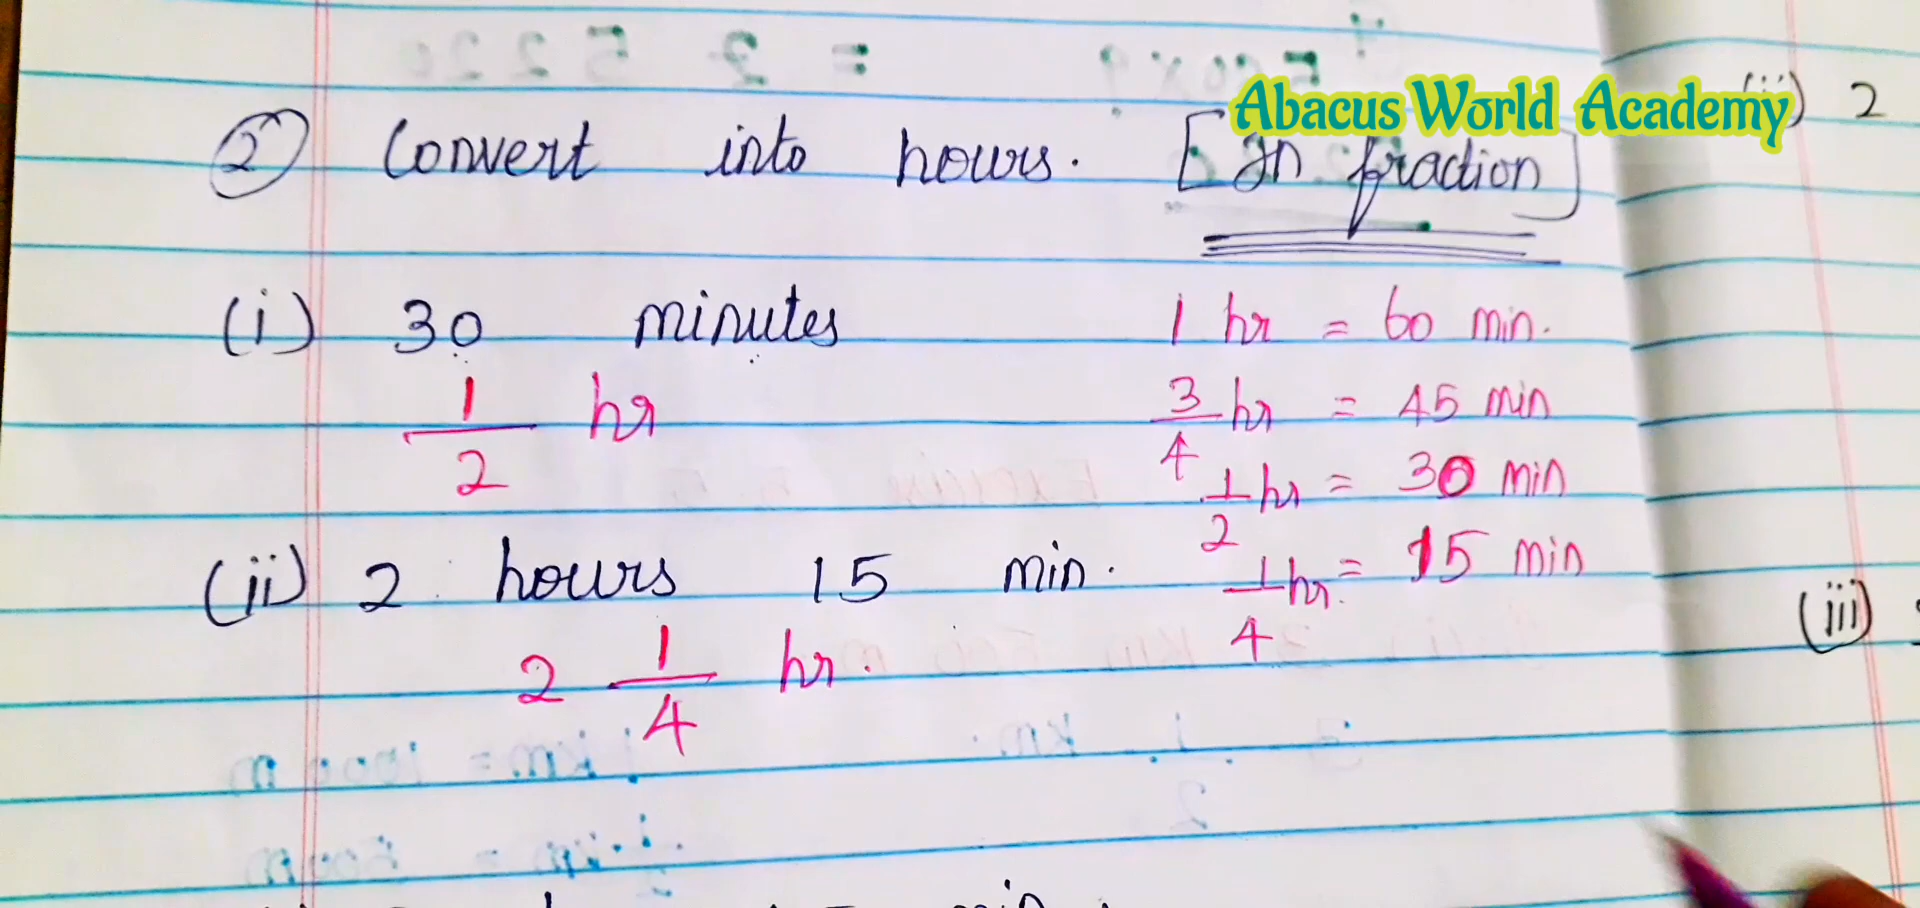 Abacus World Academy
(ii) 2
② Convert into hours. [In fraction]
(i) 30 minutes
1/2 hr
1 hr = 60 min.
3/4 hr = 45 min
1/2 hr = 30 min
1/4 hr = 15 min
(ii) 2 hours 15 min.
2 1/4 hr.
(iii)